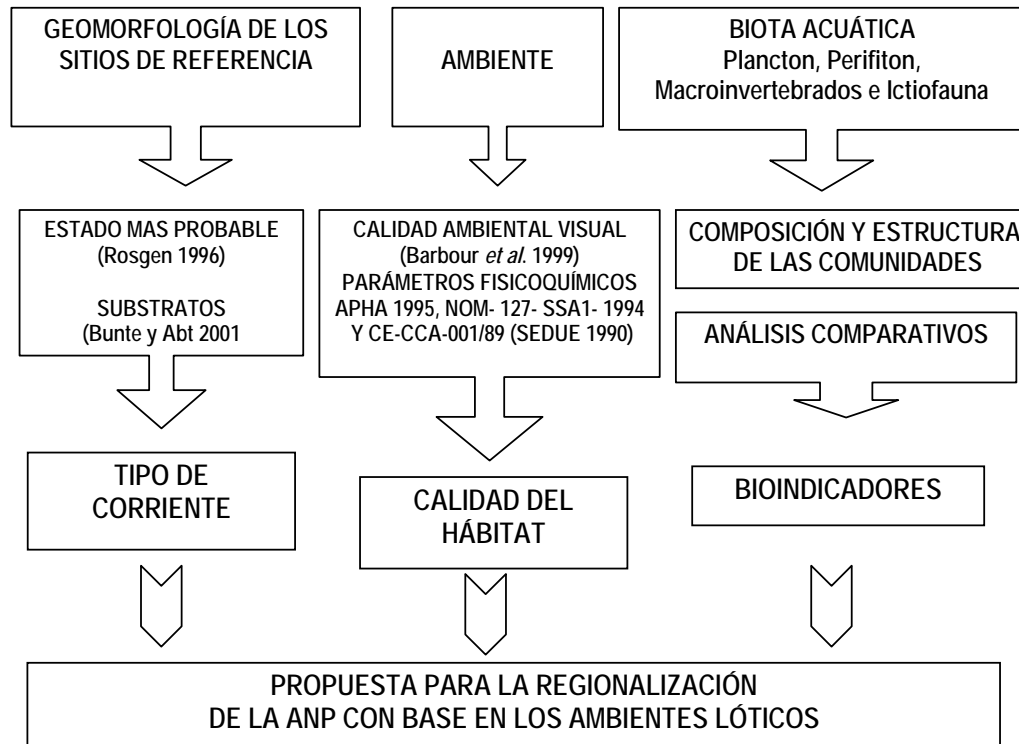 GEOMORFOLOGÍA DE LOS
SITIOS DE REFERENCIA
AMBIENTE
BIOTA ACUÁTICA
Plancton, Perifiton,
Macroinvertebrados e Ictiofauna
ESTADO MAS PROBABLE
(Rosgen 1996)
SUBSTRATOS
(Bunte y Abt 2001
CALIDAD AMBIENTAL VISUAL
(Barbour et al. 1999)
PARÁMETROS FISICOQUÍMICOS
APHA 1995, NOM- 127- SSA1- 1994
Y CE-CCA-001/89 (SEDUE 1990)
COMPOSICIÓN Y ESTRUCTURA
DE LAS COMUNIDADES
ANÁLISIS COMPARATIVOS
TIPO DE
CORRIENTE
CALIDAD DEL
HÁBITAT
BIOINDICADORES
PROPUESTA PARA LA REGIONALIZACIÓN
DE LA ANP CON BASE EN LOS AMBIENTES LÓTICOS